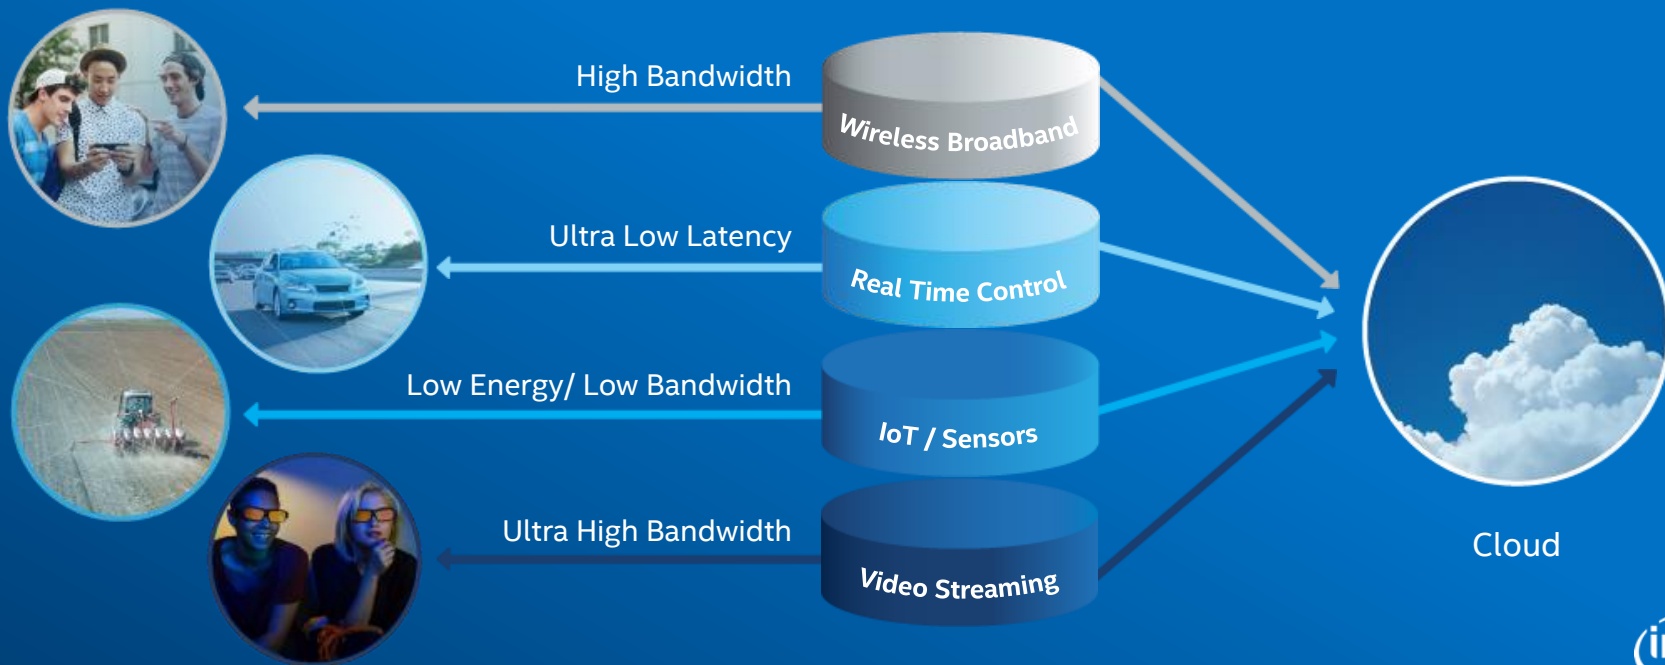 High Bandwidth
Wireless Broadband
Ultra Low Latency
Real Time Control
Low Energy/ Low Bandwidth
IoT / Sensors
Ultra High Bandwidth
Video Streaming
Cloud